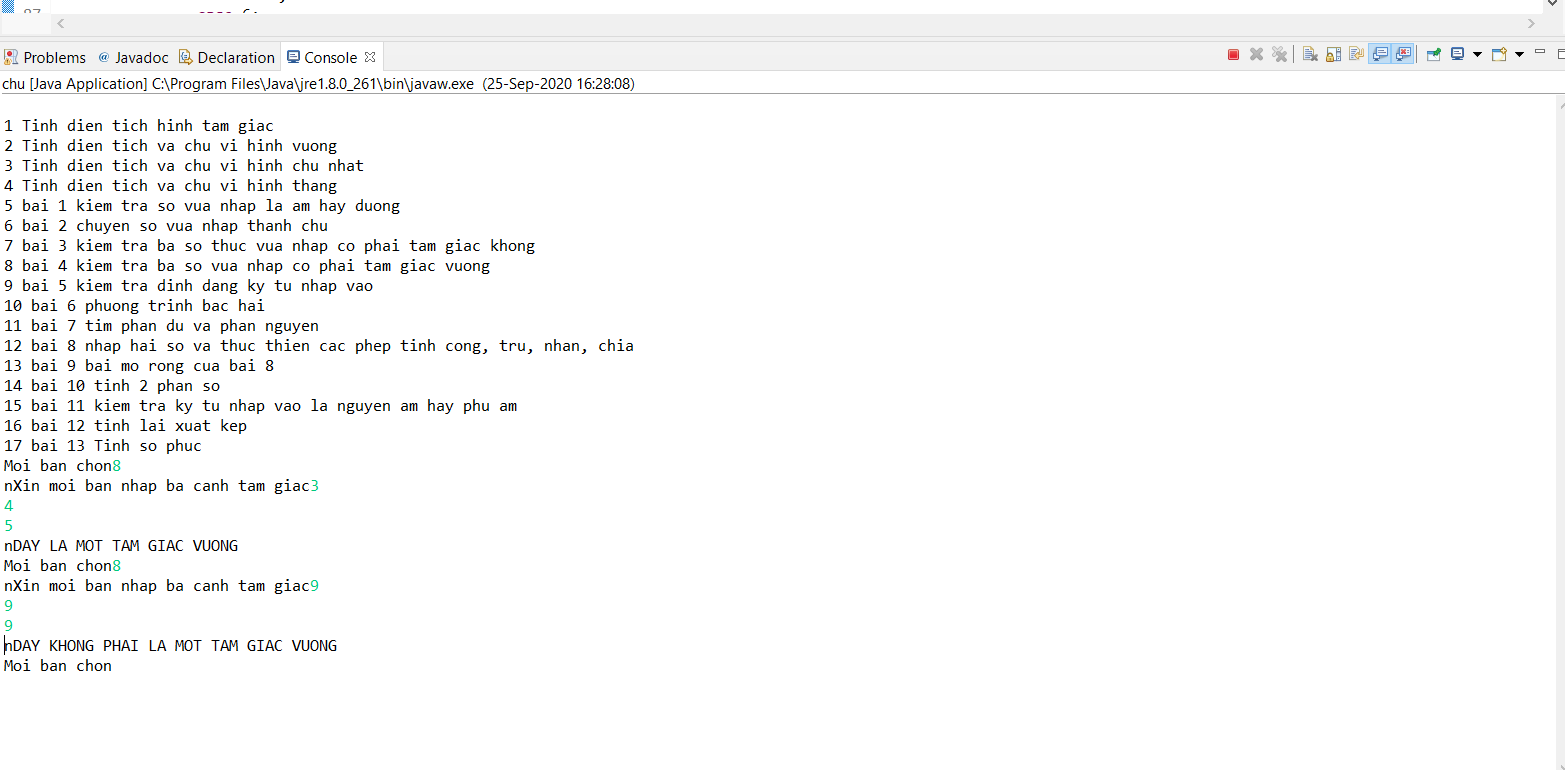 Problems @ Javadoc Declaration Console
chu [Java Application] C:\Program Files\Java\jre1.8.0_261\bin\javaw.exe (25-Sep-2020 16:28:08)
1 Tinh dien tich hinh tam giac
2 Tinh dien tich va chu vi hinh vuong
3 Tinh dien tich va chu vi hinh chu nhat
4 Tinh dien tich va chu vi hinh thang
5 bai 1 kiem tra so vua nhap la am hay duong
6 bai 2 chuyen so vua nhap thanh chu
7 bai 3 kiem tra ba so thuc vua nhap co phai tam giac khong
8 bai 4 kiem tra ba so vua nhap co phai tam giac vuong
9 bai 5 kiem tra dinh dang ky tu nhap vao
10 bai 6 phuong trinh bac hai
11 bai 7 tim phan du va phan nguyen
12 bai 8 nhap hai so va thuc thien cac phep tinh cong, tru, nhan, chia
13 bai 9 bai mo rong cua bai 8
14 bai 10 tinh 2 phan so
15 bai 11 kiem tra ky tu nhap vao la nguyen am hay phu am
16 bai 12 tinh lai xuat kep
17 bai 13 Tinh so phuc
Moi ban chon8
nXin moi ban nhap ba canh tam giac3
4
5
nDAY LA MOT TAM GIAC VUONG
Moi ban chon8
nXin moi ban nhap ba canh tam giac9
9
9
nDAY KHONG PHAI LA MOT TAM GIAC VUONG
Moi ban chon